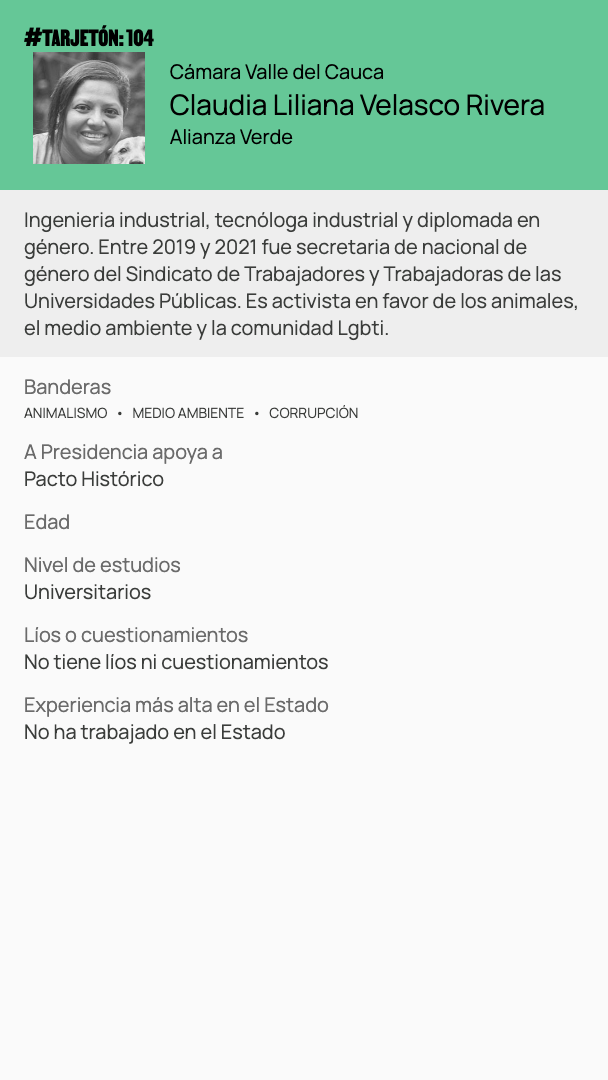 #TARJETÓN: 104
Cámara Valle del Cauca
Claudia Liliana Velasco Rivera
Alianza Verde
Ingenieria industrial, tecnóloga industrial y diplomada en
género. Entre 2019 y 2021 fue secretaria de nacional de
género del Sindicato de Trabajadores y Trabajadoras de las
Universidades Públicas. Es activista en favor de los animales,
el medio ambiente y la comunidad Lgbti.
Banderas
ANIMALISMO • MEDIO AMBIENTE • CORRUPCIÓN
A Presidencia apoya a
Pacto Histórico
Edad
Nivel de estudios
Universitarios
Líos o cuestionamientos
No tiene líos ni cuestionamientos
Experiencia más alta en el Estado
No ha trabajado en el Estado